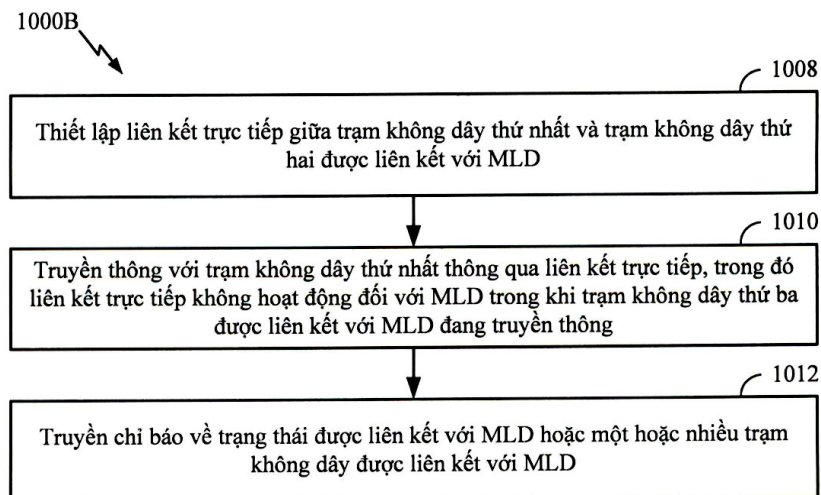 1000B
1008
Thiết lập liên kết trực tiếp giữa trạm không dây thứ nhất và trạm không dây thứ
hai được liên kết với MLD
1010
Truyền thông với trạm không dây thứ nhất thông qua liên kết trực tiếp, trong đó
liên kết trực tiếp không hoạt động đối với MLD trong khi trạm không dây thứ ba
được liên kết với MLD đang truyền thông
1012
Truyền chỉ báo về trạng thái được liên kết với MLD hoặc một hoặc nhiều trạm
không dây được liên kết với MLD